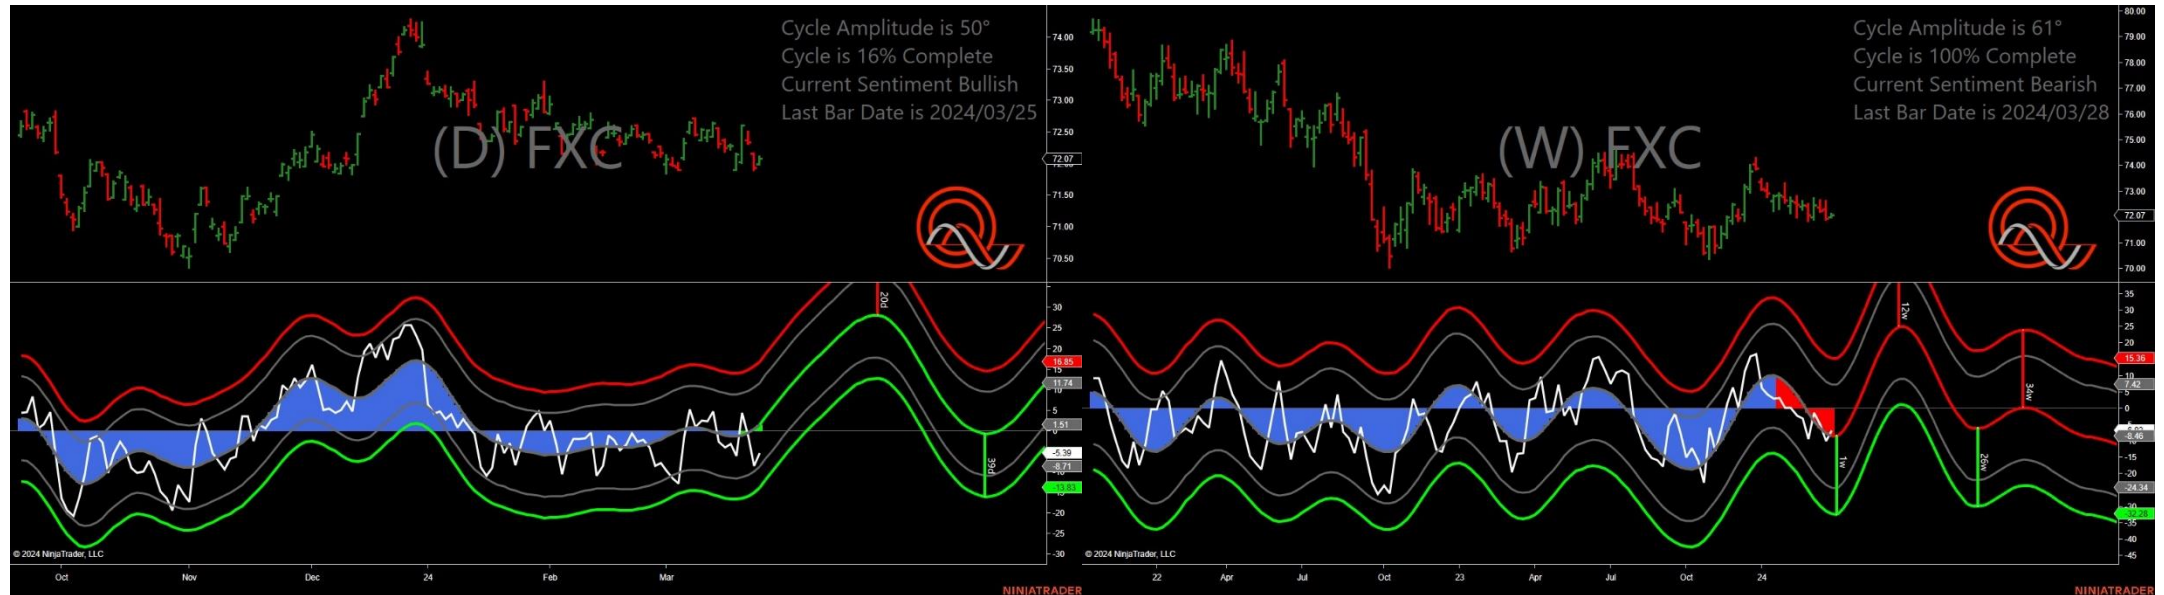 Cycle Amplitude is 50°
Cycle is 16% Complete
Current Sentiment Bullish
Last Bar Date is 2024/03/25
(D) FXC
74.00
73.50
73.00
72.50
72.07
71.50
71.00
70.50
20d
39d
30
25
20
16.85
15
11.74
10
5
1.51
-5.39
-8.71
-13.83
-20
-25
-30
© 2024 NinjaTrader, LLC
Oct
Nov
Dec
24
Feb
Mar
NINJATRADER
Cycle Amplitude is 61°
Cycle is 100% Complete
Current Sentiment Bearish
Last Bar Date is 2024/03/28
(W) FXC
80.00
79.00
78.00
77.00
76.00
75.00
74.00
73.00
72.07
71.00
70.00
12w
34w
1w
26w
35
30
25
20
15.36
10
7.42
5
0
-8.46
-15
-20
-24.34
-30
-32.28
-35
-40
-45
© 2024 NinjaTrader, LLC
22
Apr
Jul
Oct
23
Apr
Jul
Oct
24
NINJATRADER